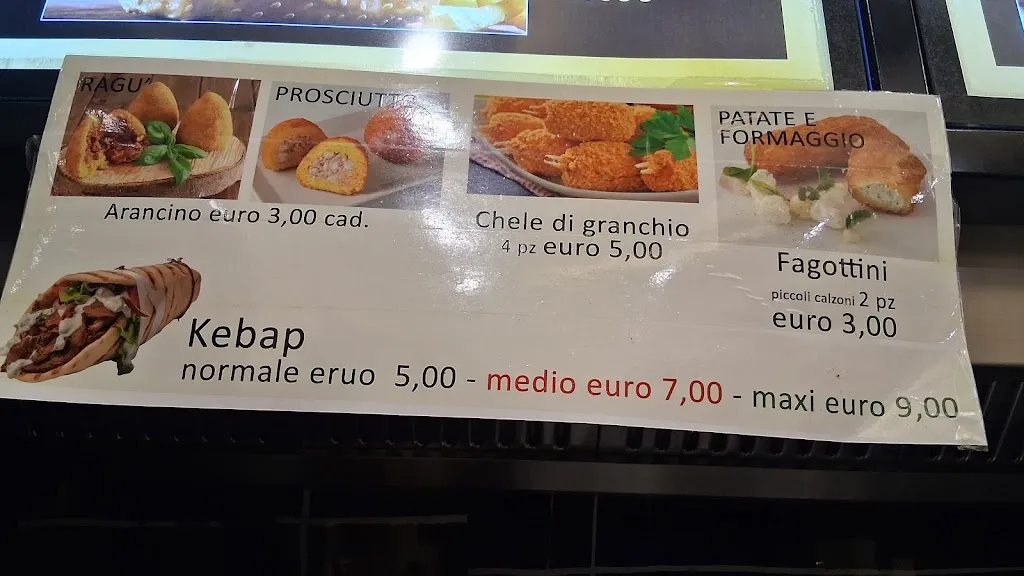 RAGU'
PROSCIUTTO
PATATE E
FORMAGGIO
Arancino euro 3,00 cad.
Chele di granchio
4 pz euro 5,00
Fagottini
piccoli calzoni 2 pz
euro 3,00
Kebap
normale eruo 5,00 - medio euro 7,00 - maxi euro 9,00